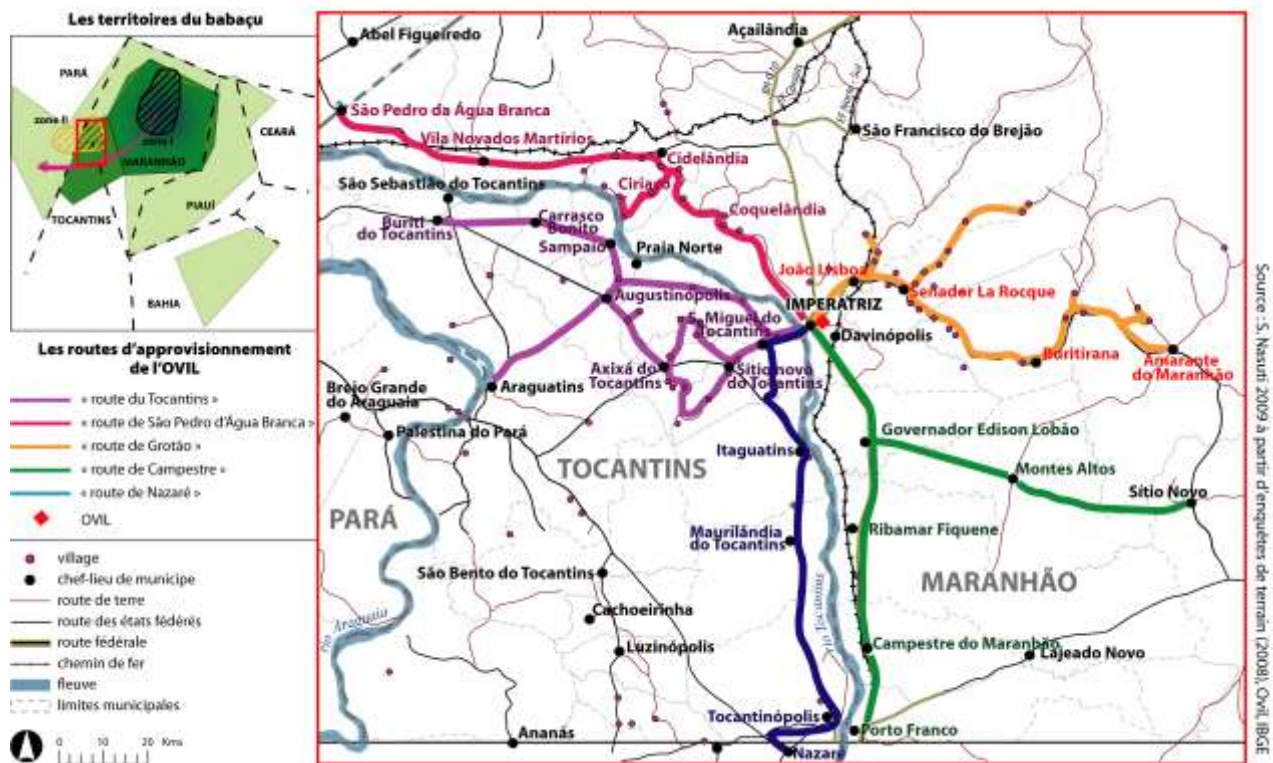 Les territoires du babaçu
PARÁ
zone II
zone I
CEARÁ
MARANHÃO
TOCANTINS
PIAUÍ
BAHIA
Les routes d'approvisionnement
de l'OVIL
« route du Tocantins »
« route de São Pedro d'Água Branca »
« route de Grotão »
« route de Campestre »
« route de Nazaré »
OVIL
village
chef-lieu de municipe
route de terre
route des états fédérés
route fédérale
chemin de fer
fleuve
limites municipales
0 10 20 Kms
Abel Figueiredo
Açailândia
São Pedro da Água Branca
Vila Novados Martírios
São Francisco do Brejão
Cidelândia
São Sebastião do Tocantins
Coquelândia
Buriti
do Tocantins
Carrasco
Bonito
Sampaio
Praia Norte
João Lisboa
Augustinópolis
IMPERATRIZ
Senador La Rocque
S. Miguel do
Tocantins
Davinópolis
Buritirana
Amarante
do Maranhão
Axixá do
Tocantins
Sítio novo
do Tocantins
Araguatins
Brejo Grande
do Araguaia
Palestina do Pará
Governador Edison Lobão
Itaguatins
TOCANTINS
Montes Altos
Sítio Novo
PARÁ
Maurilândia
do Tocantins
Ribamar Fiquene
São Bento do Tocantins
MARANHÃO
Cachoeirinha
Rio Araguaia
Rio Tocantins
Luzinópolis
Campestre do Maranhão
Lajeado Novo
Tocantinópolis
Ananás
Porto Franco
Nazaré
Source : S. Nasuti 2009 à partir d'enquêtes de terrain (2008), Ovil, IBGE